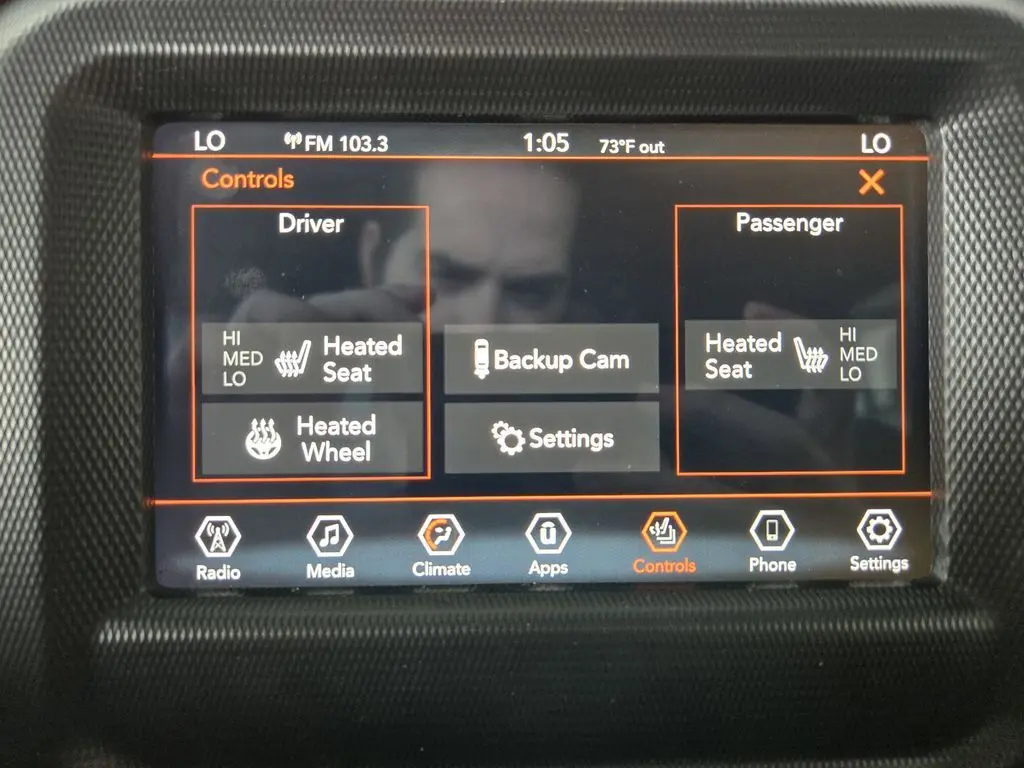 LO FM 103.3 1:05 73°F out LO
Controls
Driver
HI
MED
LO
Heated
Seat
Heated
Wheel
Backup Cam
Settings
Passenger
Heated
Seat
HI
MED
LO
Radio Media Climate Apps Controls Phone Settings